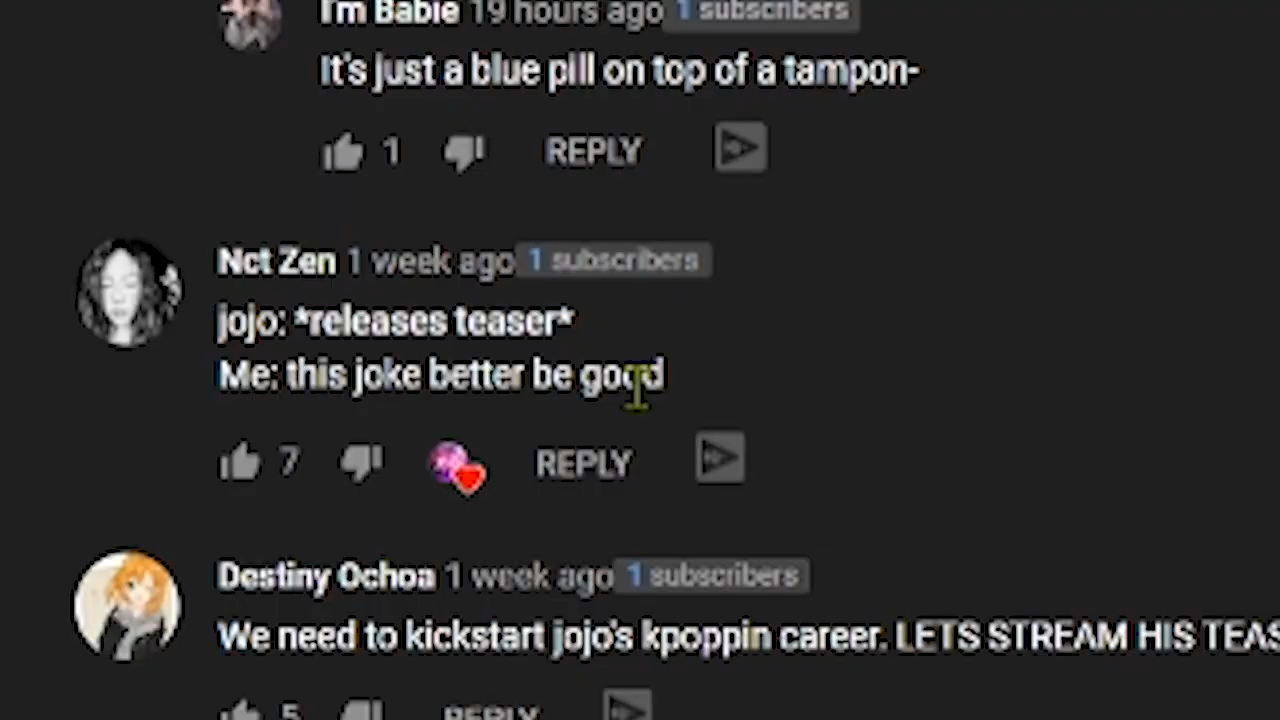 I'm Babie 19 hours ago 1 subscribers
It's just a blue pill on top of a tampon-
1 REPLY
Nct Zen 1 week ago 1 subscribers
jojo: *releases teaser*
Me: this joke better be good
7 REPLY
Destiny Ochoa 1 week ago 1 subscribers
We need to kickstart jojo's kpoppin career. LETS STREAM HIS TEAS
5 REPLY